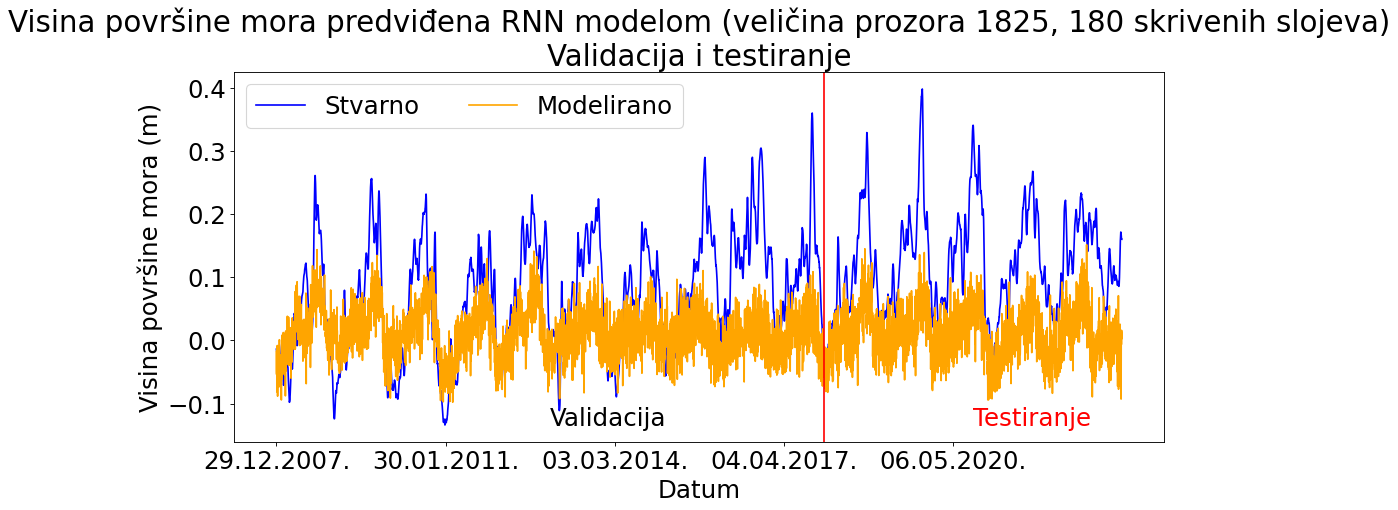 Visina površine mora predviđena RNN modelom (veličina prozora 1825, 180 skrivenih slojeva)
Validacija i testiranje
Stvarno
Modelirano
Visina površine mora (m)
0.4
0.3
0.2
0.1
0.0
−0.1
Validacija
Testiranje
29.12.2007.
30.01.2011.
03.03.2014.
04.04.2017.
06.05.2020.
Datum